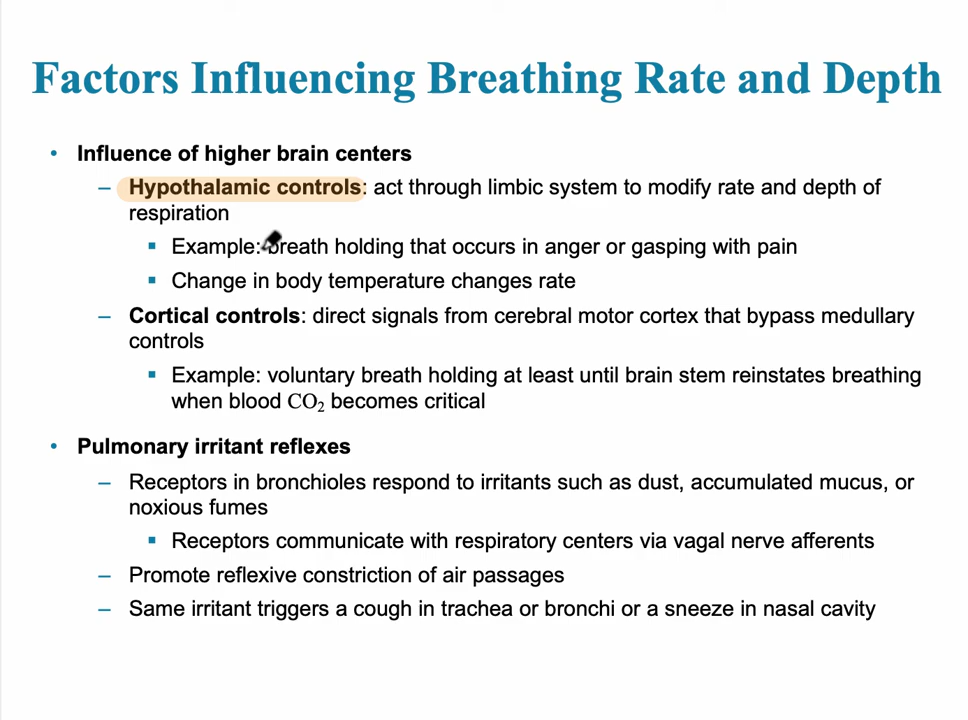 Factors Influencing Breathing Rate and Depth
• Influence of higher brain centers
– Hypothalamic controls: act through limbic system to modify rate and depth of
respiration
▪ Example: breath holding that occurs in anger or gasping with pain
▪ Change in body temperature changes rate
– Cortical controls: direct signals from cerebral motor cortex that bypass medullary
controls
▪ Example: voluntary breath holding at least until brain stem reinstates breathing
when blood CO₂ becomes critical
• Pulmonary irritant reflexes
– Receptors in bronchioles respond to irritants such as dust, accumulated mucus, or
noxious fumes
▪ Receptors communicate with respiratory centers via vagal nerve afferents
– Promote reflexive constriction of air passages
– Same irritant triggers a cough in trachea or bronchi or a sneeze in nasal cavity